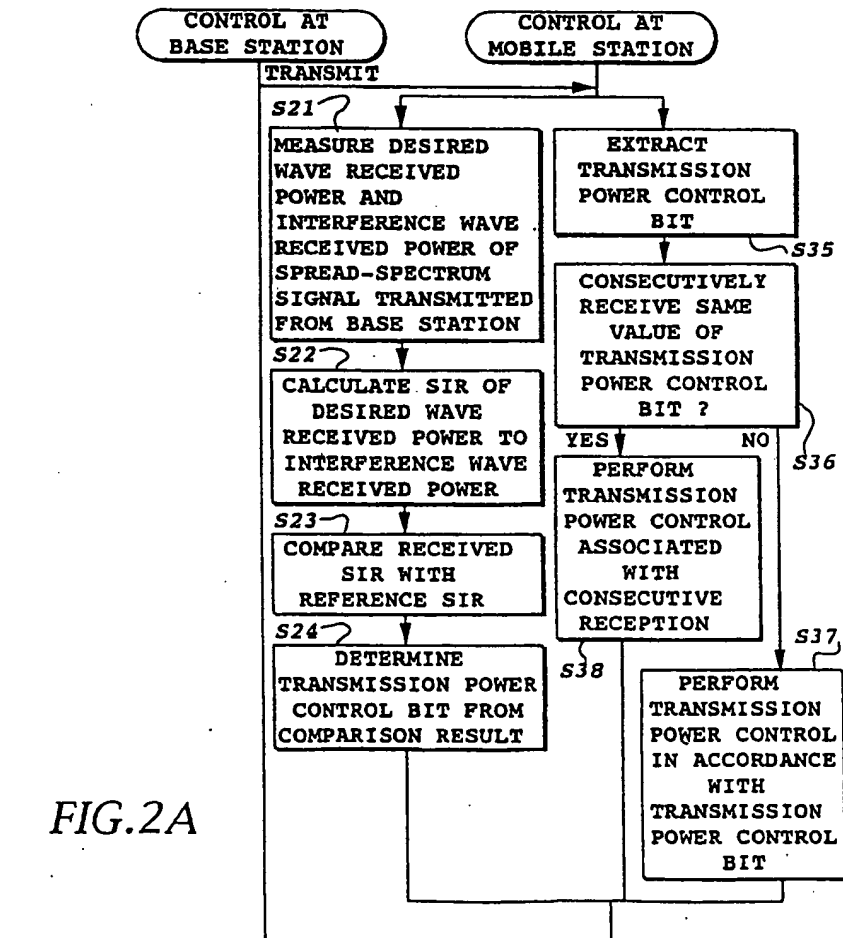 CONTROL AT
BASE STATION
CONTROL AT
MOBILE STATION
TRANSMIT
S21
MEASURE DESIRED
WAVE RECEIVED
POWER AND
INTERFERENCE WAVE
RECEIVED POWER OF
SPREAD-SPECTRUM
SIGNAL TRANSMITTED
FROM BASE STATION
S22
CALCULATE SIR OF
DESIRED WAVE
RECEIVED POWER TO
INTERFERENCE WAVE
RECEIVED POWER
S23
COMPARE RECEIVED
SIR WITH
REFERENCE SIR
S24
DETERMINE
TRANSMISSION POWER
CONTROL BIT FROM
COMPARISON RESULT
EXTRACT
TRANSMISSION
POWER CONTROL
BIT
S35
CONSECUTIVELY
RECEIVE SAME
VALUE OF
TRANSMISSION
POWER CONTROL
BIT ?
S36
YES
NO
PERFORM
TRANSMISSION
POWER CONTROL
ASSOCIATED
WITH
CONSECUTIVE
RECEPTION
S38
S37
PERFORM
TRANSMISSION
POWER CONTROL
IN ACCORDANCE
WITH
TRANSMISSION
POWER CONTROL
BIT
FIG.2A